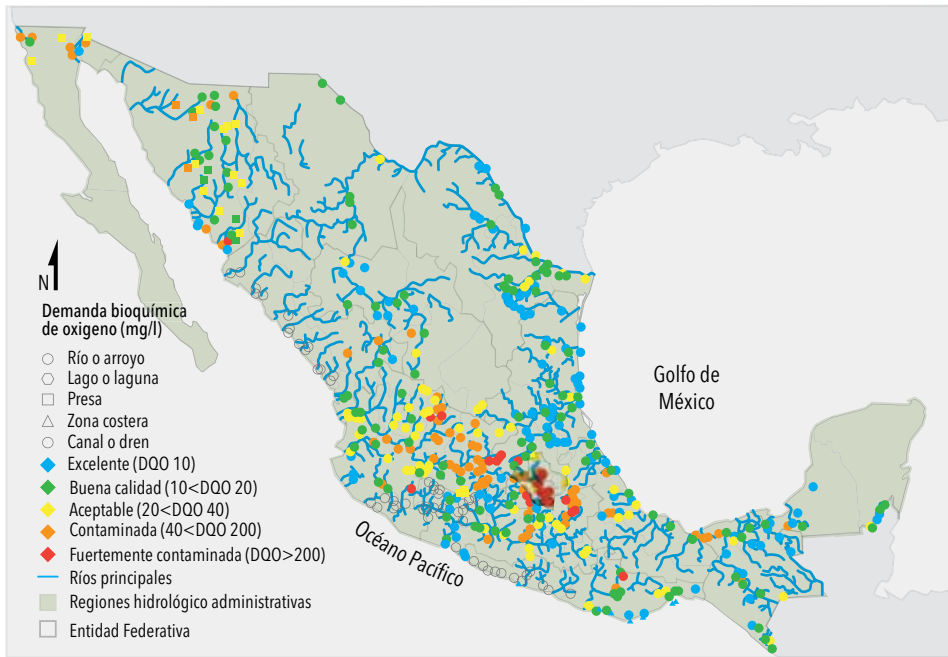 N
Demanda bioquímica
de oxigeno (mg/l)
Río o arroyo
Lago o laguna
Presa
Zona costera
Canal o dren
Excelente (DQO 10)
Buena calidad (10<DQO 20)
Aceptable (20<DQO 40)
Contaminada (40<DQO 200)
Fuertemente contaminada (DQO>200)
Ríos principales
Regiones hidrológico administrativas
Entidad Federativa
Golfo de
México
Océano Pacífico